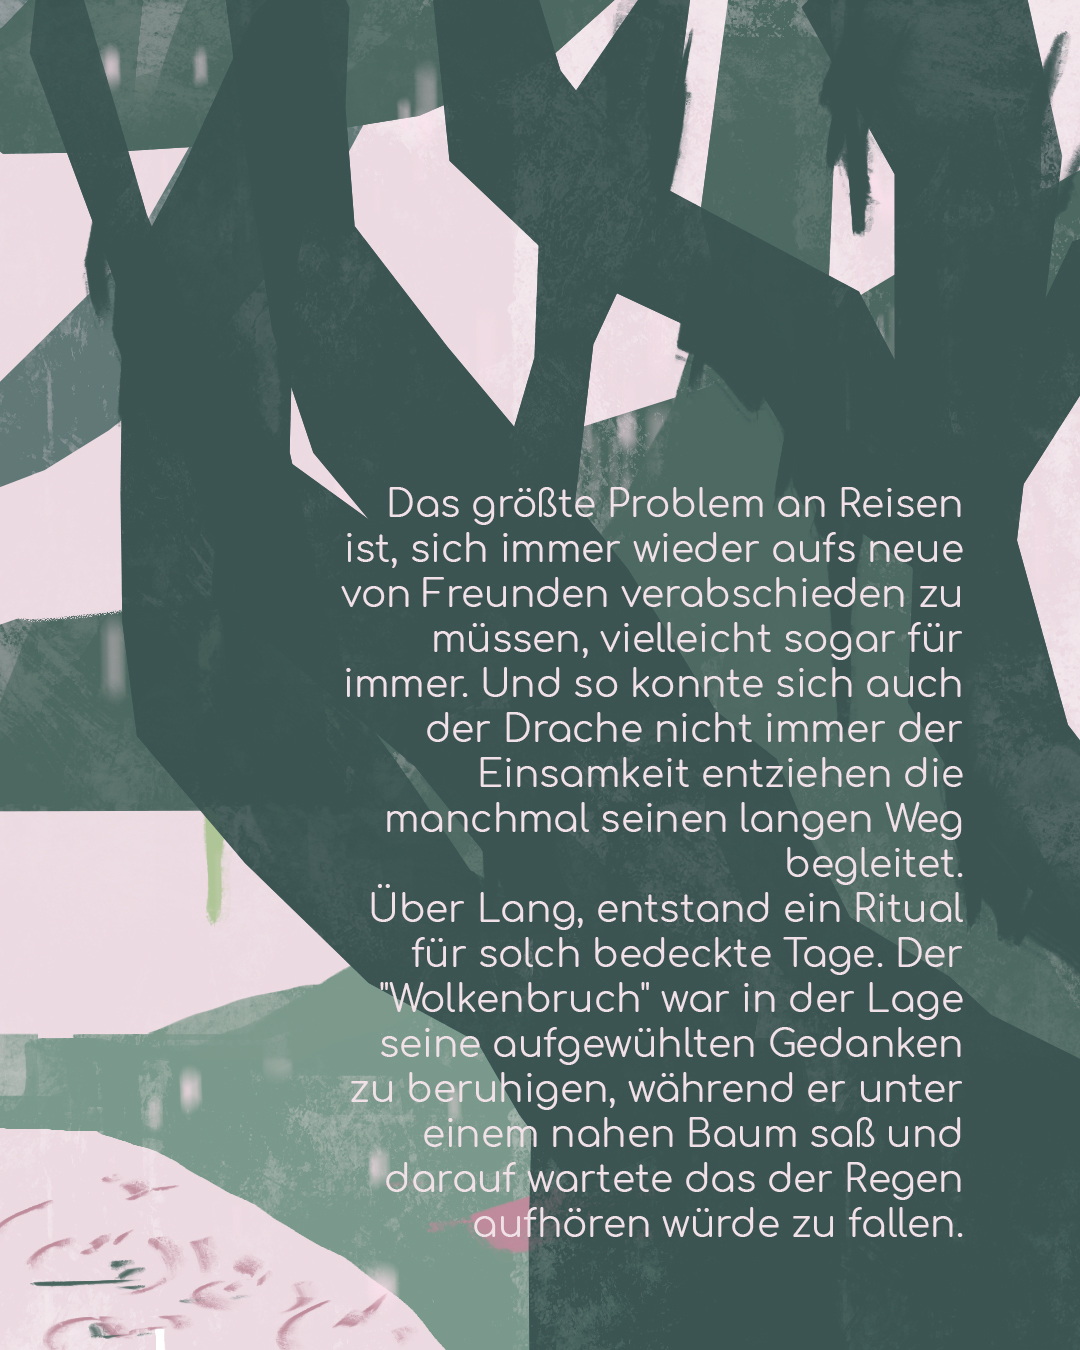 Das größte Problem an Reisen
ist, sich immer wieder aufs neue
von Freunden verabschieden zu
müssen, vielleicht sogar für
immer. Und so konnte sich auch
der Drache nicht immer der
Einsamkeit entziehen die
manchmal seinen langen Weg
begleitet.
Über Lang, entstand ein Ritual
für solch bedeckte Tage. Der
"Wolkenbruch" war in der Lage
seine aufgewühlten Gedanken
zu beruhigen, während er unter
einem nahen Baum saß und
darauf wartete das der Regen
aufhören würde zu fallen.